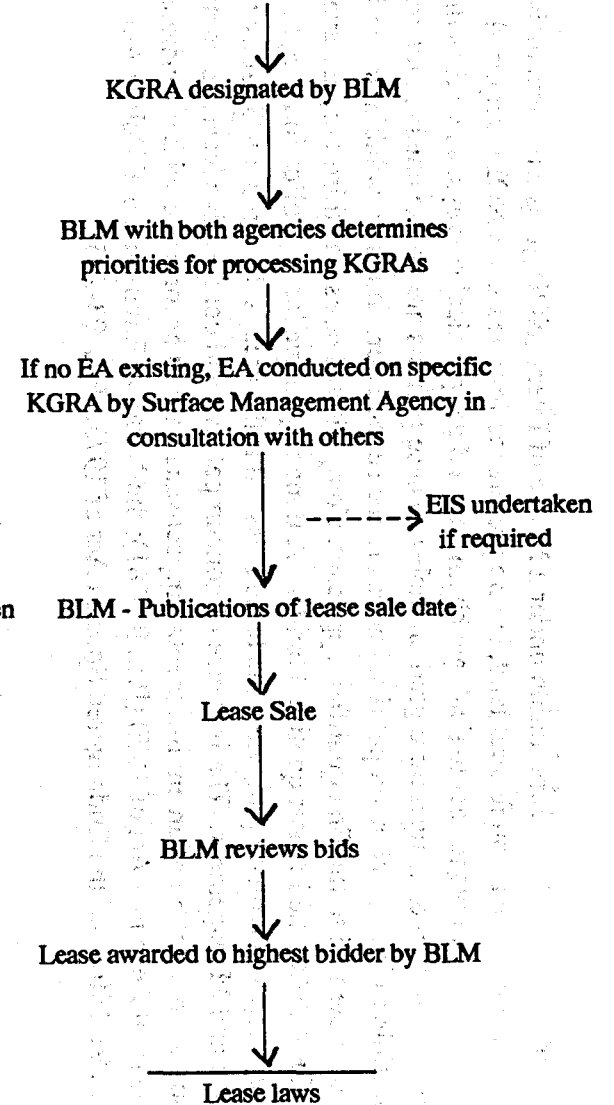 KGRA designated by BLM
BLM with both agencies determines
priorities for processing KGRAs
If no EA existing, EA conducted on specific
KGRA by Surface Management Agency in
consultation with others
EIS undertaken
if required
BLM - Publications of lease sale date
Lease Sale
BLM reviews bids
Lease awarded to highest bidder by BLM
Lease laws